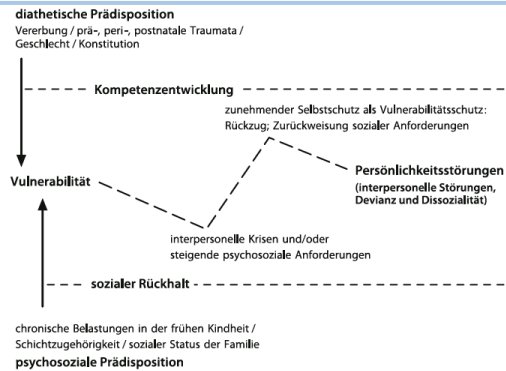 diathetische Prädisposition
Vererbung / prä-, peri-, postnatale Traumata /
Geschlecht / Konstitution
Kompetenzentwicklung
zunehmender Selbstschutz als Vulnerabilitätsschutz:
Rückzug; Zurückweisung sozialer Anforderungen
Persönlichkeitsstörungen
(interpersonelle Störungen,
Devianz und Dissozialität)
Vulnerabilität
interpersonelle Krisen und/oder
steigende psychosoziale Anforderungen
sozialer Rückhalt
chronische Belastungen in der frühen Kindheit /
Schichtzugehörigkeit / sozialer Status der Familie
psychosoziale Prädisposition